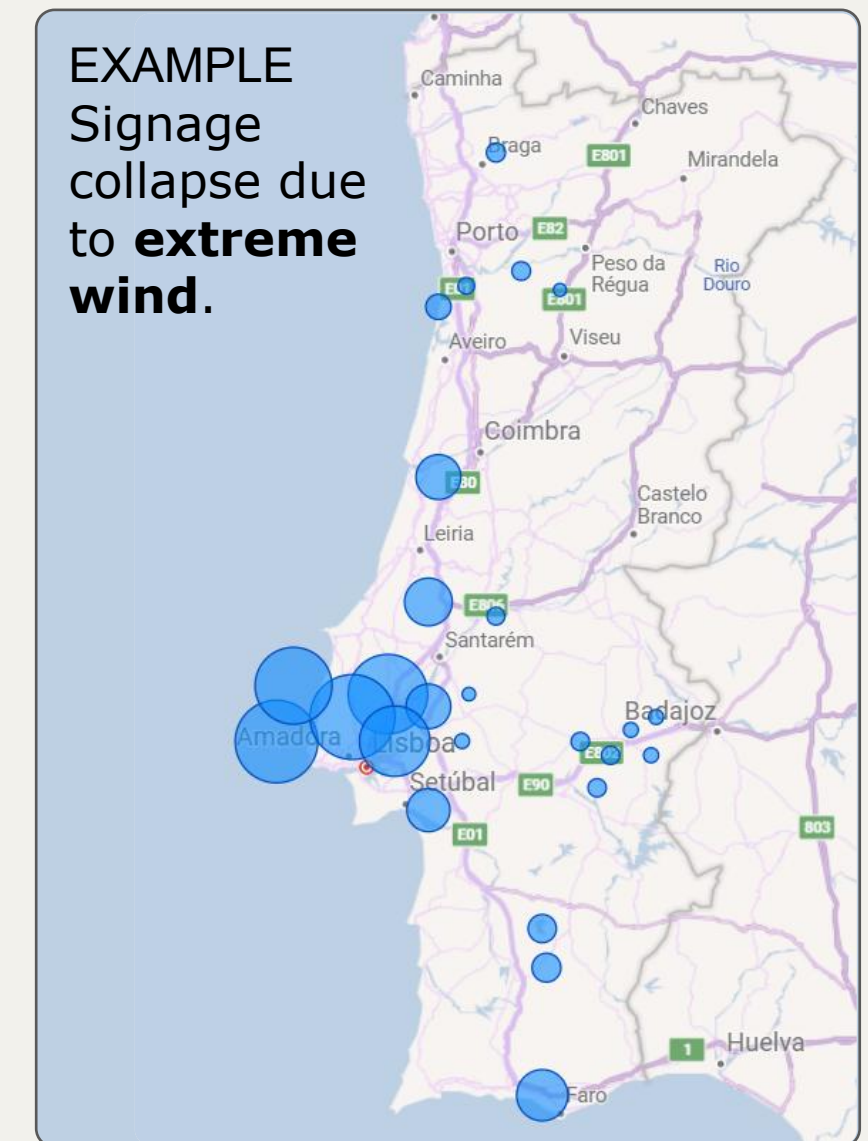 EXAMPLE
Signage
collapse due
to extreme
wind.
Caminha
Chaves
Braga
E801
Mirandela
Porto
E82
Peso da
Régua
Rio
Douro
E801
Aveiro
Viseu
Coimbra
E80
Castelo
Branco
Leiria
Santarém
Badajoz
Amadora
Lisboa
Setúbal
E90
E01
803
1
Huelva
Faro